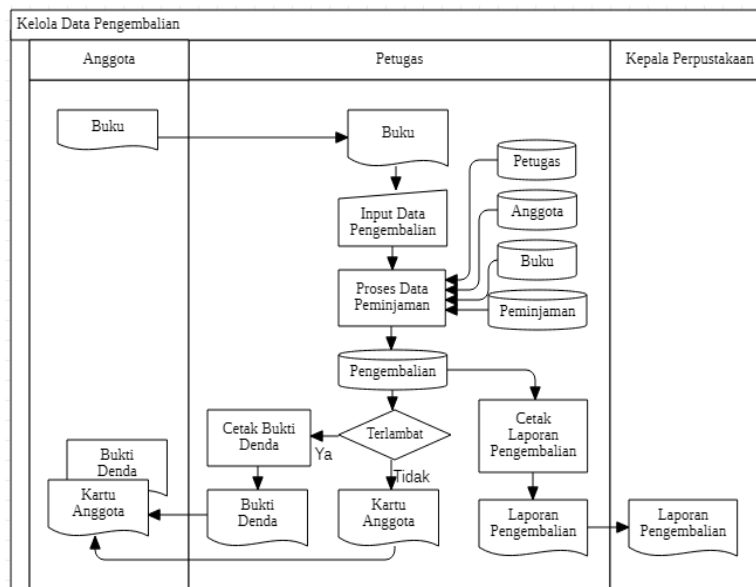 Kelola Data Pengembalian
Anggota
Petugas
Kepala Perpustakaan
Buku
Buku
Petugas
Anggota
Buku
Peminjaman
Input Data
Pengembalian
Proses Data
Peminjaman
Pengembalian
Terlambat
Ya
Tidak
Cetak Bukti
Denda
Cetak
Laporan
Pengembalian
Bukti
Denda
Kartu
Anggota
Bukti
Denda
Kartu
Anggota
Laporan
Pengembalian
Laporan
Pengembalian